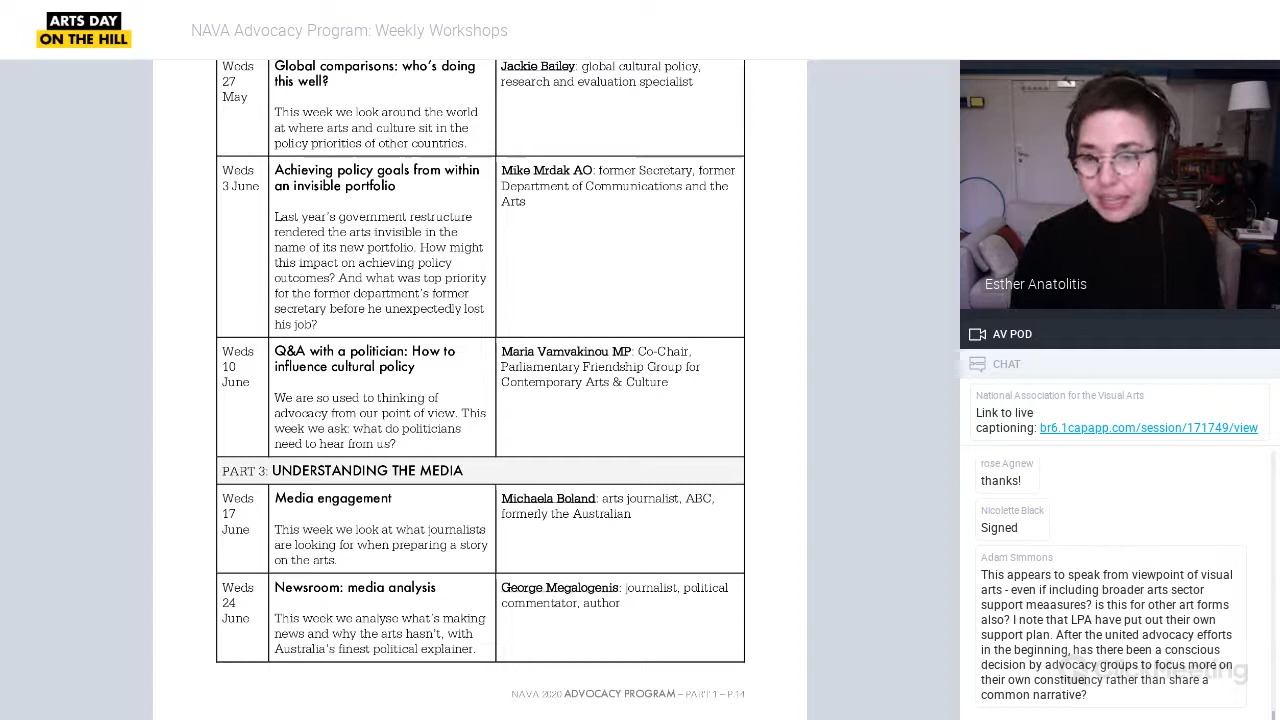 ARTS DAY
ON THE HILL
NAVA Advocacy Program: Weekly Workshops
Weds
27
May
Global comparisons: who's doing
this well?
This week we look around the world
at where arts and culture sit in the
policy priorities of other countries.
Jackie Bailey: global cultural policy,
research and evaluation specialist
Weds
3 June
Achieving policy goals from within
an invisible portfolio
Last year's government restructure
rendered the arts invisible in the
name of its new portfolio. How might
this impact on achieving policy
outcomes? And what was top priority
for the former department's former
secretary before he unexpectedly lost
his job?
Mike Mrdak AO: former Secretary, former
Department of Communications and the
Arts
Weds
10
June
Q&A with a politician: How to
influence cultural policy
We are so used to thinking of
advocacy from our point of view. This
week we ask: what do politicians
need to hear from us?
Maria Vamvakinou MP: Co-Chair,
Parliamentary Friendship Group for
Contemporary Arts & Culture
PART 3: UNDERSTANDING THE MEDIA
Weds
17
June
Media engagement
This week we look at what journalists
are looking for when preparing a story
on the arts.
Michaela Boland: arts journalist, ABC,
formerly the Australian
Weds
24
June
Newsroom: media analysis
This week we analyse what's making
news and why the arts hasn't, with
Australia's finest political explainer.
George Megalogenis: journalist, political
commentator, author
NAVA 2020 ADVOCACY PROGRAM – PART 1 – P.14
Esther Anatolitis
AV POD
CHAT
National Association for the Visual Arts
Link to live
captioning: br6.1capapp.com/session/171749/view
rose Agnew
thanks!
Nicolette Black
Signed
Adam Simmons
This appears to speak from viewpoint of visual
arts - even if including broader arts sector
support meaasures? is this for other art forms
also? I note that LPA have put out their own
support plan. After the united advocacy efforts
in the beginning, has there been a conscious
decision by advocacy groups to focus more on
their own constituency rather than share a
common narrative?
ClickMeeting